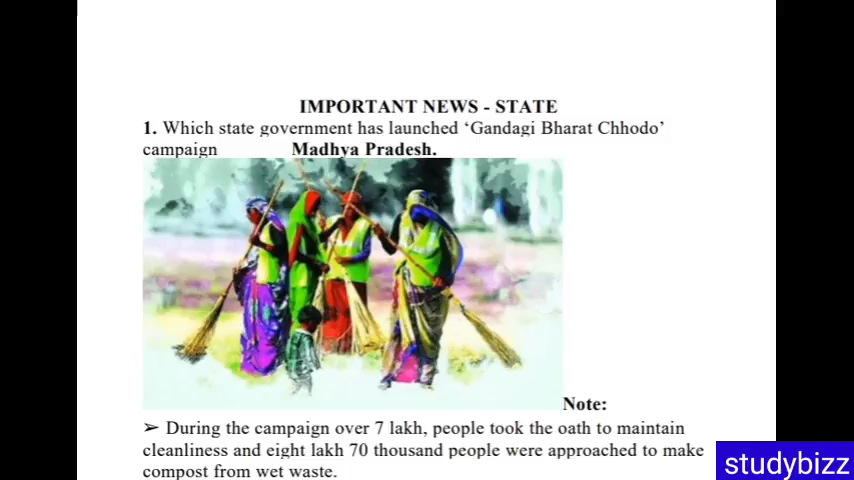 IMPORTANT NEWS - STATE
1. Which state government has launched ‘Gandagi Bharat Chhodo’
campaign Madhya Pradesh.
Note:
➢ During the campaign over 7 lakh, people took the oath to maintain
cleanliness and eight lakh 70 thousand people were approached to make
compost from wet waste.
studybizz